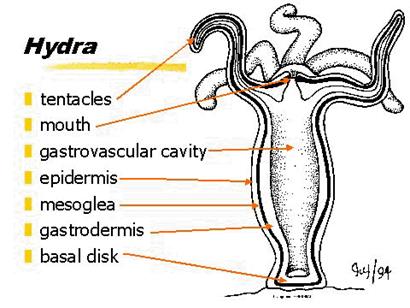 Hydra
tentacles
mouth
gastrovascular cavity
epidermis
mesoglea
gastrodermis
basal disk